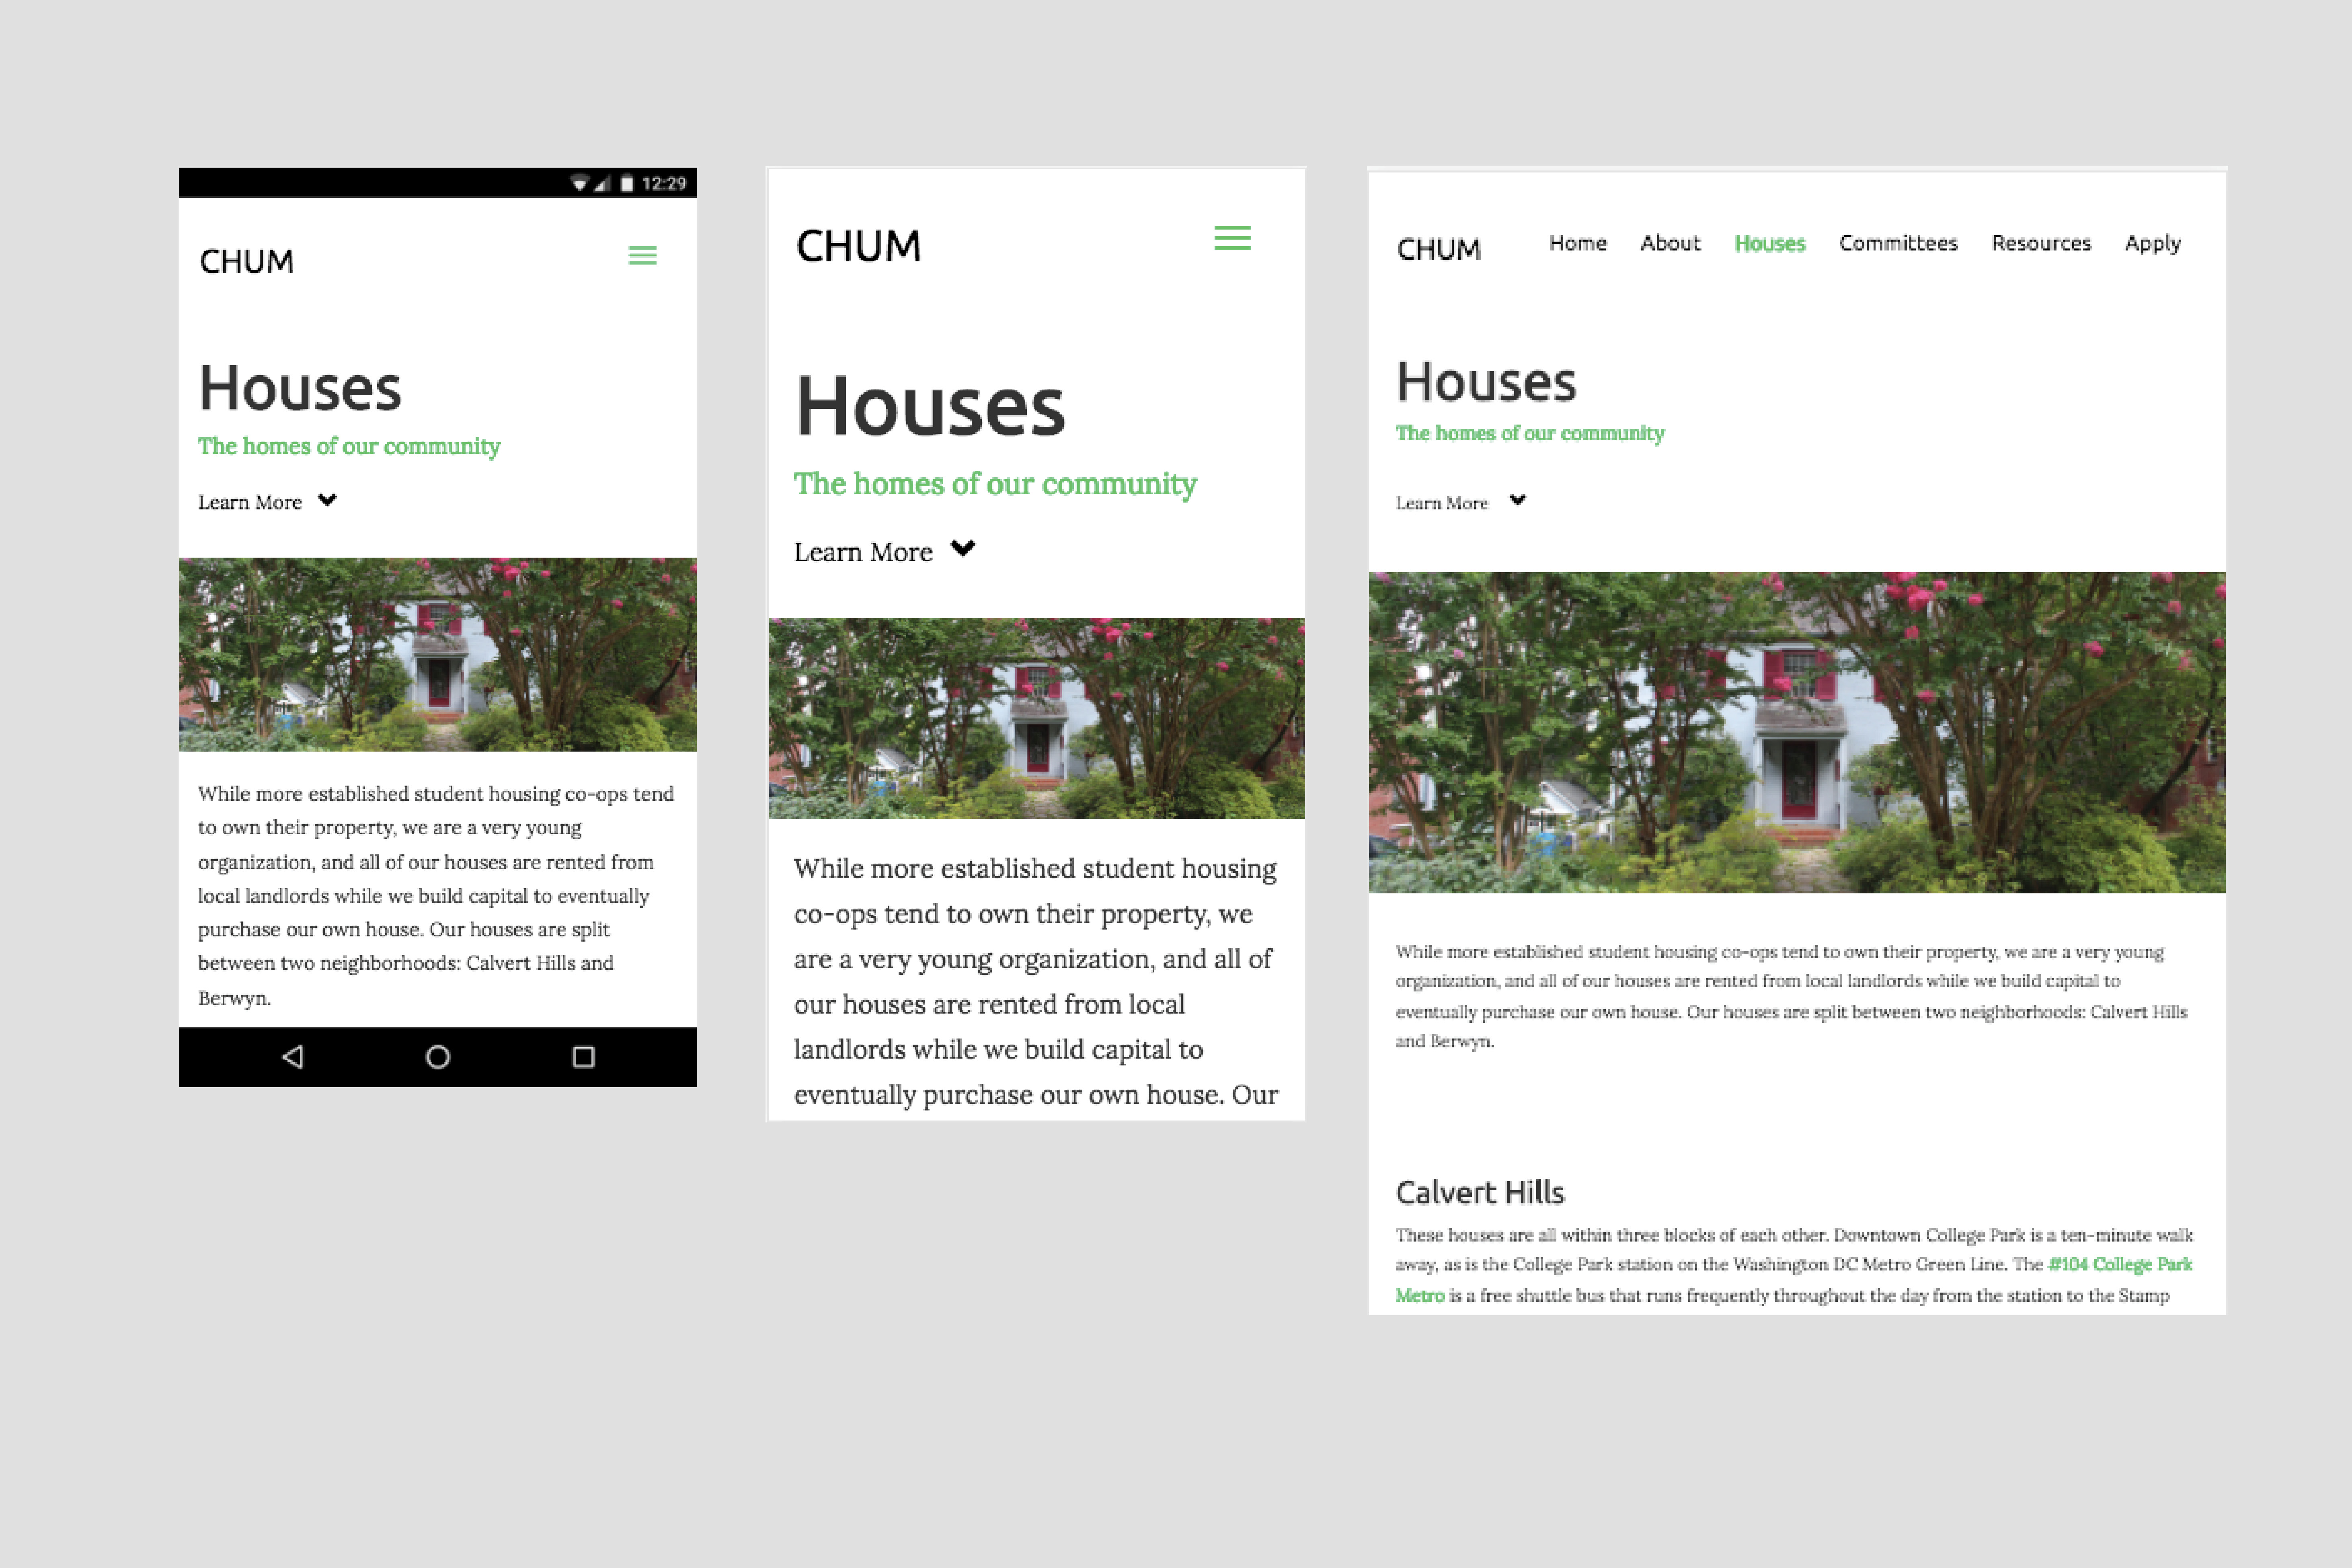 12:29
CHUM
Houses
The homes of our community
Learn More
While more established student housing co-ops tend
to own their property, we are a very young
organization, and all of our houses are rented from
local landlords while we build capital to eventually
purchase our own house. Our houses are split
between two neighborhoods: Calvert Hills and
Berwyn.
CHUM
Houses
The homes of our community
Learn More
While more established student housing
co-ops tend to own their property, we
are a very young organization, and all of
our houses are rented from local
landlords while we build capital to
eventually purchase our own house. Our
CHUM Home About Houses Committees Resources Apply
Houses
The homes of our community
Learn More
While more established student housing co-ops tend to own their property, we are a very young
organization, and all of our houses are rented from local landlords while we build capital to
eventually purchase our own house. Our houses are split between two neighborhoods: Calvert Hills
and Berwyn.
Calvert Hills
These houses are all within three blocks of each other. Downtown College Park is a ten-minute walk
away, as is the College Park station on the Washington DC Metro Green Line. The #104 College Park
Metro is a free shuttle bus that runs frequently throughout the day from the station to the Stamp